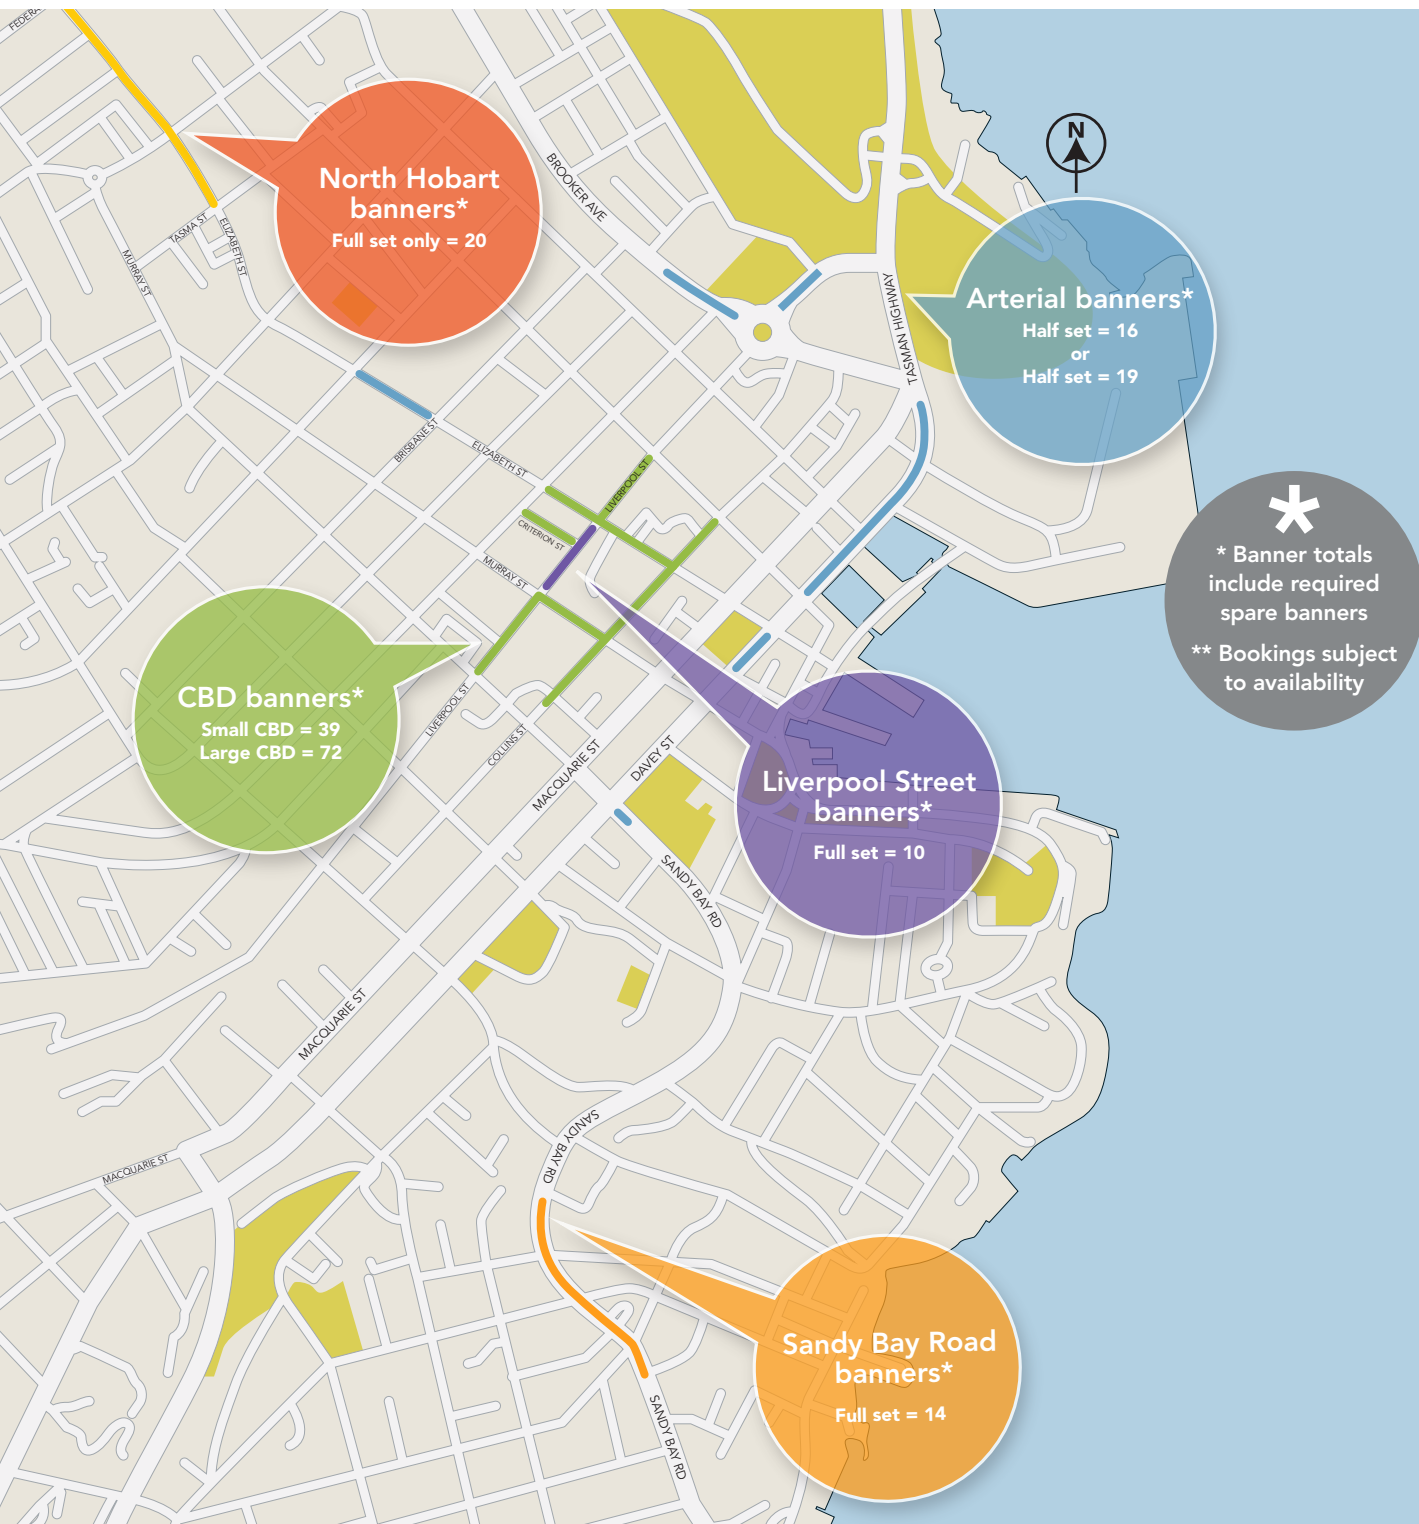 FEDERA
North Hobart
banners*
Full set only = 20
BROOKER AVE
N
TASMA ST
ELIZABETH ST
MURRAY ST
TASMAN HIGHWAY
Arterial banners*
Half set = 16
or
Half set = 19
BRISBANE ST
ELIZABETH ST
LIVERPOOL ST
CRITERION ST
MURRAY ST
*
* Banner totals
include required
spare banners
** Bookings subject
to availability
CBD banners*
Small CBD = 39
Large CBD = 72
LIVERPOOL ST
COLLINS ST
MACQUARIE ST
DAVEY ST
Liverpool Street
banners*
Full set = 10
SANDY BAY RD
MACQUARIE ST
MACQUARIE ST
SANDY BAY RD
Sandy Bay Road
banners*
Full set = 14
SANDY BAY RD